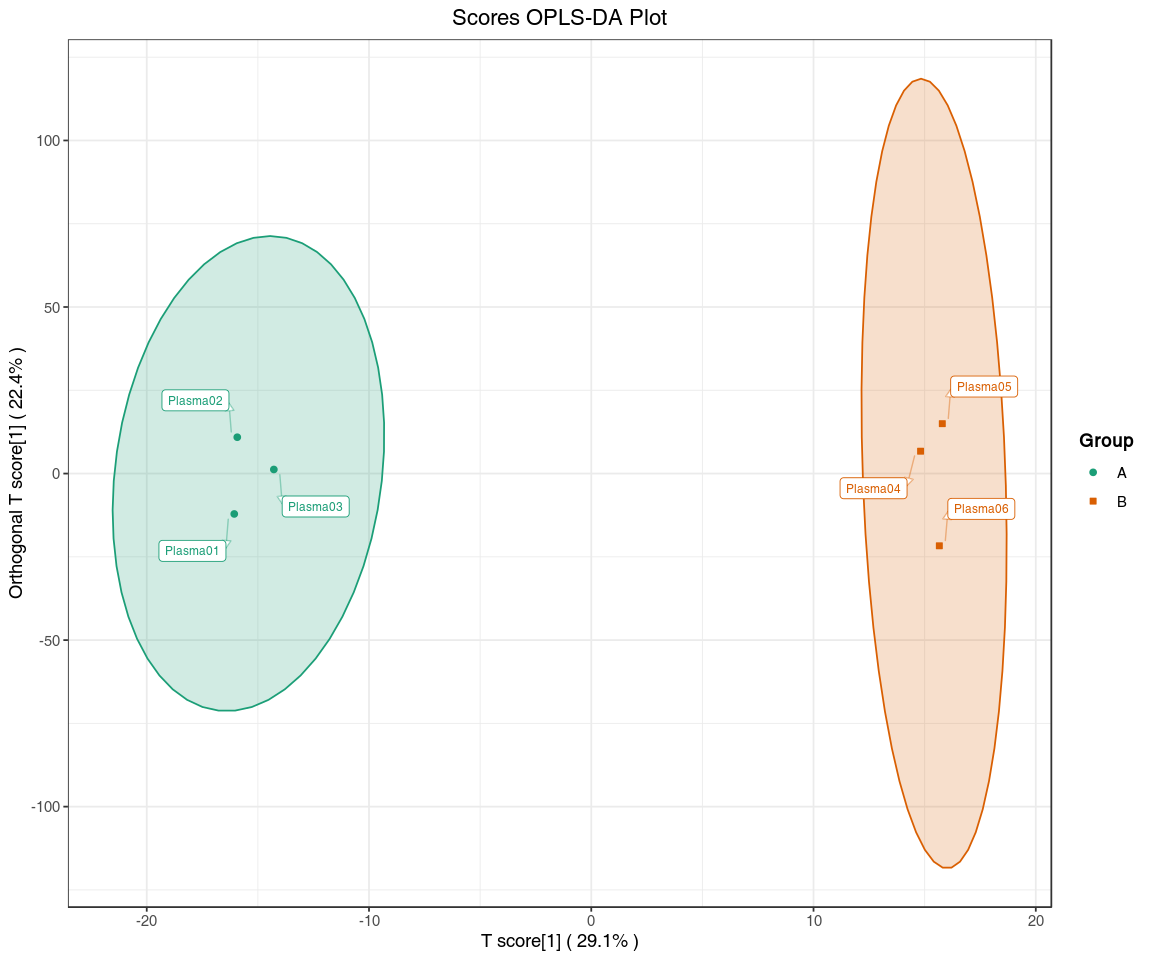 Scores OPLS-DA Plot
Orthogonal T score[1] ( 22.4% )
100
50
0
-50
-100
Plasma02
Plasma03
Plasma01
Plasma05
Plasma04
Plasma06
Group
A
B
-20
-10
0
10
20
T score[1] ( 29.1% )